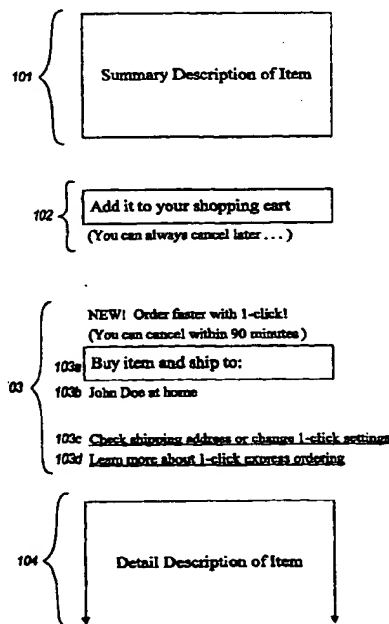 101
Summary Description of Item
102
Add it to your shopping cart
(You can always cancel later . . . )
NEW! Order faster with 1-click!
(You can cancel within 90 minutes)
03
103a
Buy item and ship to:
103b John Doe at home
103c Check shipping address or change 1-click settings
103d Learn more about 1-click express ordering
104
Detail Description of Item